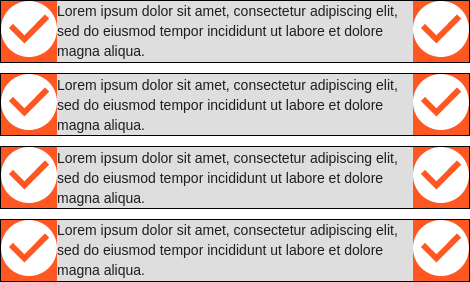 Lorem ipsum dolor sit amet, consectetur adipiscing elit,
sed do eiusmod tempor incididunt ut labore et dolore
magna aliqua.
Lorem ipsum dolor sit amet, consectetur adipiscing elit,
sed do eiusmod tempor incididunt ut labore et dolore
magna aliqua.
Lorem ipsum dolor sit amet, consectetur adipiscing elit,
sed do eiusmod tempor incididunt ut labore et dolore
magna aliqua.
Lorem ipsum dolor sit amet, consectetur adipiscing elit,
sed do eiusmod tempor incididunt ut labore et dolore
magna aliqua.